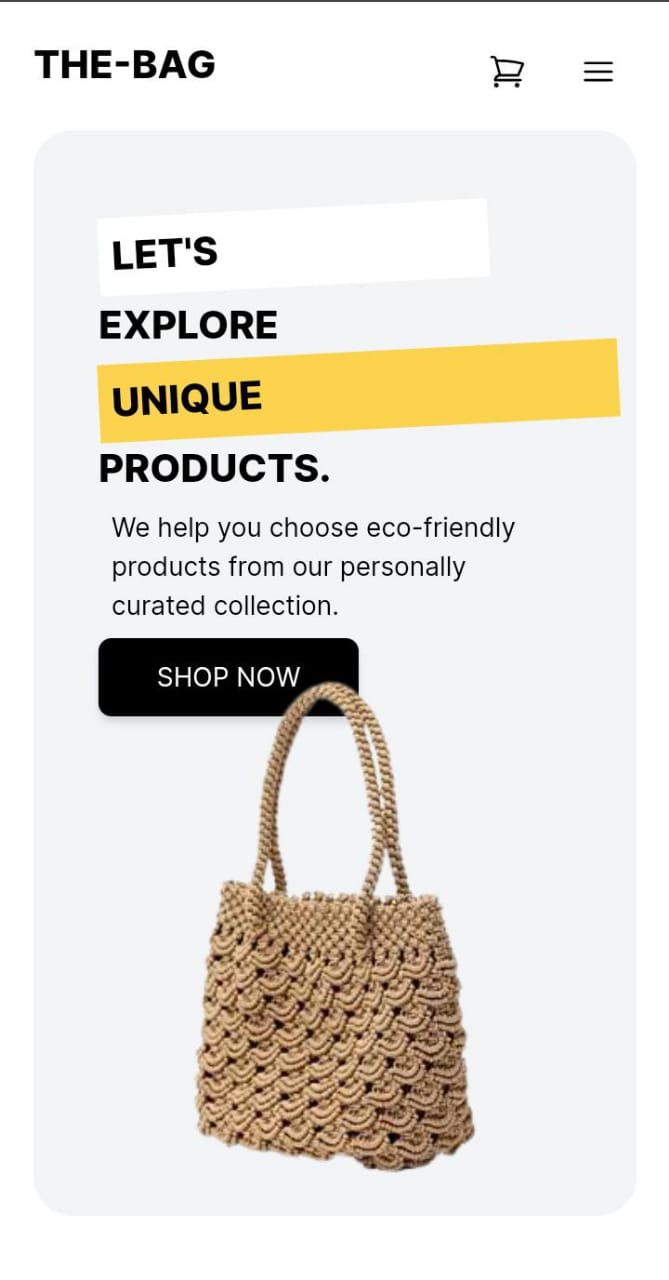 THE-BAG
LET'S
EXPLORE
UNIQUE
PRODUCTS.
We help you choose eco-friendly
products from our personally
curated collection.
SHOP NOW